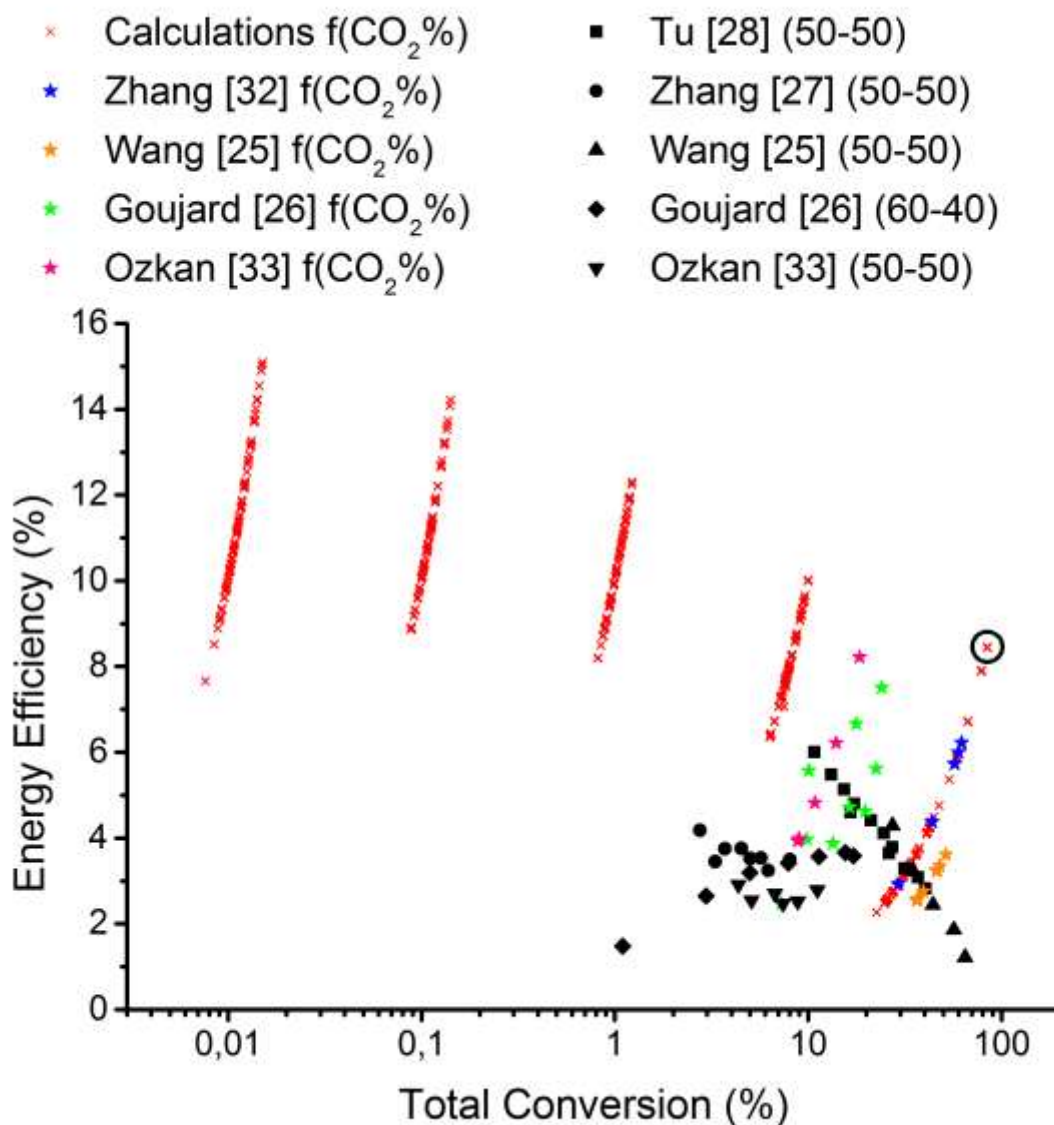 Calculations f(CO₂%)
Zhang [32] f(CO₂%)
Wang [25] f(CO₂%)
Goujard [26] f(CO₂%)
Ozkan [33] f(CO₂%)
Tu [28] (50-50)
Zhang [27] (50-50)
Wang [25] (50-50)
Goujard [26] (60-40)
Ozkan [33] (50-50)
Energy Efficiency (%)
16
14
12
10
8
6
4
2
0
0,01 0,1 1 10 100
Total Conversion (%)